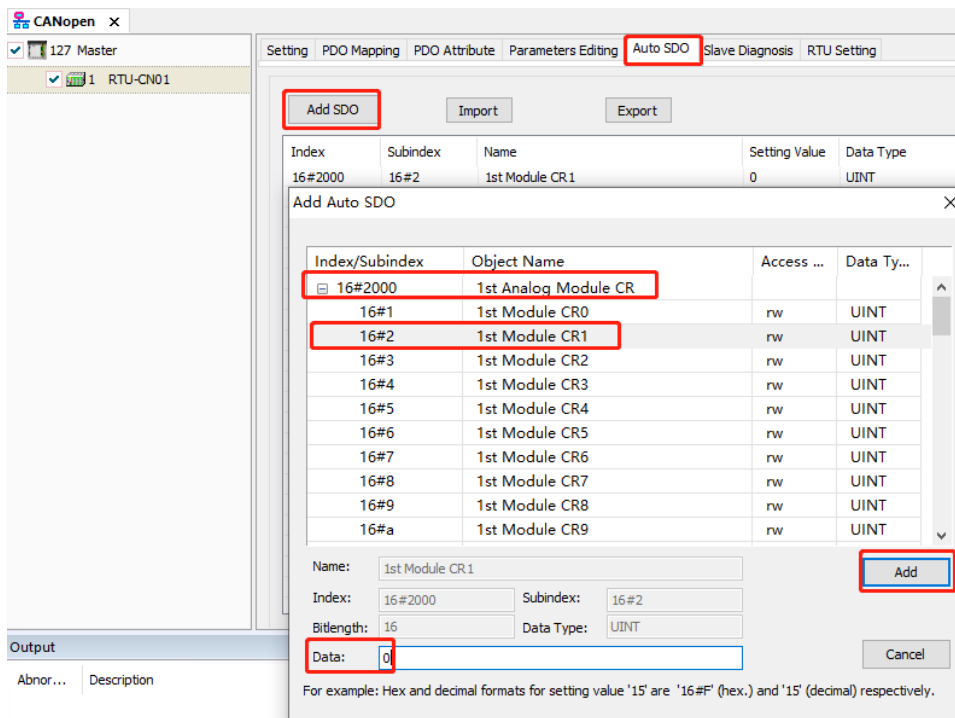 CANopen X
127 Master
1 RTU-CN01
Setting PDO Mapping PDO Attribute Parameters Editing Auto SDO Slave Diagnosis RTU Setting
Add SDO Import Export
Index Subindex Name Setting Value Data Type
16#2000 16#2 1st Module CR1 0 UINT
Add Auto SDO
Index/Subindex Object Name Access ... Data Ty...
16#2000 1st Analog Module CR
16#1 1st Module CR0 rw UINT
16#2 1st Module CR1 rw UINT
16#3 1st Module CR2 rw UINT
16#4 1st Module CR3 rw UINT
16#5 1st Module CR4 rw UINT
16#6 1st Module CR5 rw UINT
16#7 1st Module CR6 rw UINT
16#8 1st Module CR7 rw UINT
16#9 1st Module CR8 rw UINT
16#a 1st Module CR9 rw UINT
Name: 1st Module CR1 Add
Index: 16#2000 Subindex: 16#2
Bitlength: 16 Data Type: UINT
Data: 0 Cancel
For example: Hex and decimal formats for setting value '15' are '16#F' (hex.) and '15' (decimal) respectively.
Output
Abnor... Description